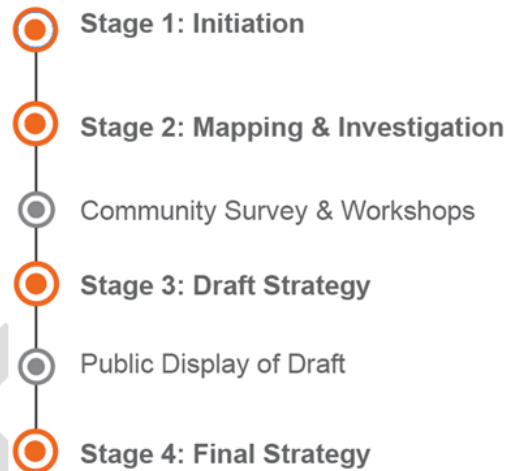 Stage 1: Initiation
Stage 2: Mapping & Investigation
Community Survey & Workshops
Stage 3: Draft Strategy
Public Display of Draft
Stage 4: Final Strategy